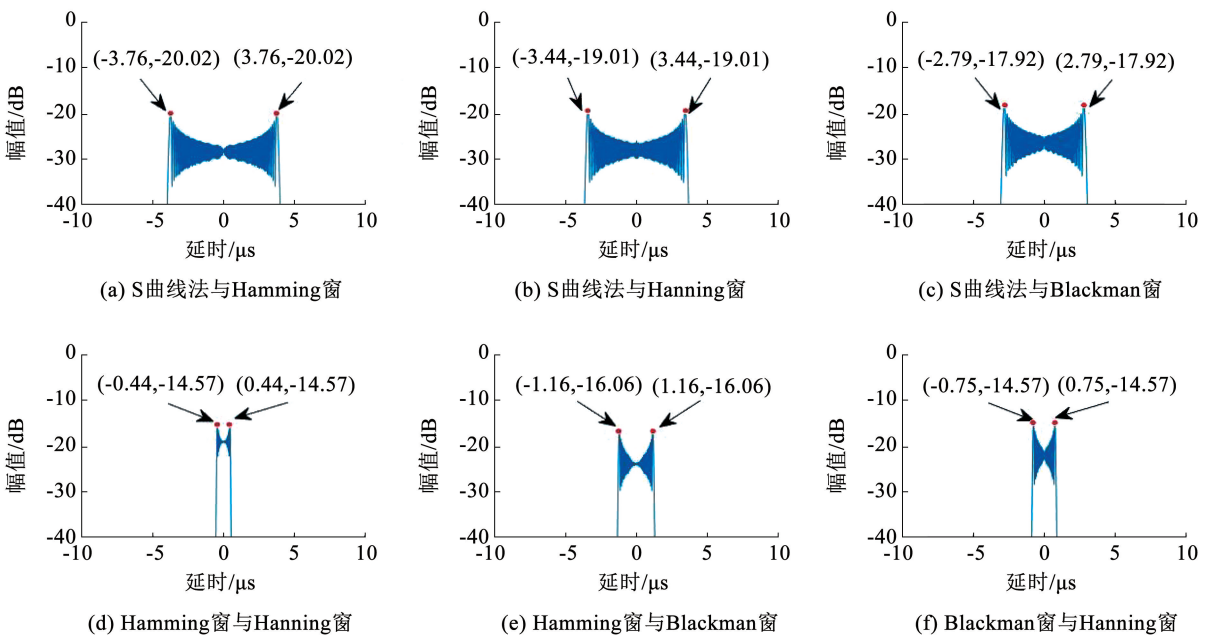 0
-10
-20
-30
-40
幅值/dB
(-3.76,-20.02) (3.76,-20.02)
-10 -5 0 5 10
延时/μs
(a) S曲线法与Hamming窗
0
-10
-20
-30
-40
幅值/dB
(-3.44,-19.01) (3.44,-19.01)
-10 -5 0 5 10
延时/μs
(b) S曲线法与Hanning窗
0
-10
-20
-30
-40
幅值/dB
(-2.79,-17.92) (2.79,-17.92)
-10 -5 0 5 10
延时/μs
(c) S曲线法与Blackman窗
0
-10
-20
-30
-40
幅值/dB
(-0.44,-14.57) (0.44,-14.57)
-10 -5 0 5 10
延时/μs
(d) Hamming窗与Hanning窗
0
-10
-20
-30
-40
幅值/dB
(-1.16,-16.06) (1.16,-16.06)
-10 -5 0 5 10
延时/μs
(e) Hamming窗与Blackman窗
0
-10
-20
-30
-40
幅值/dB
(-0.75,-14.57) (0.75,-14.57)
-10 -5 0 5 10
延时/μs
(f) Blackman窗与Hanning窗